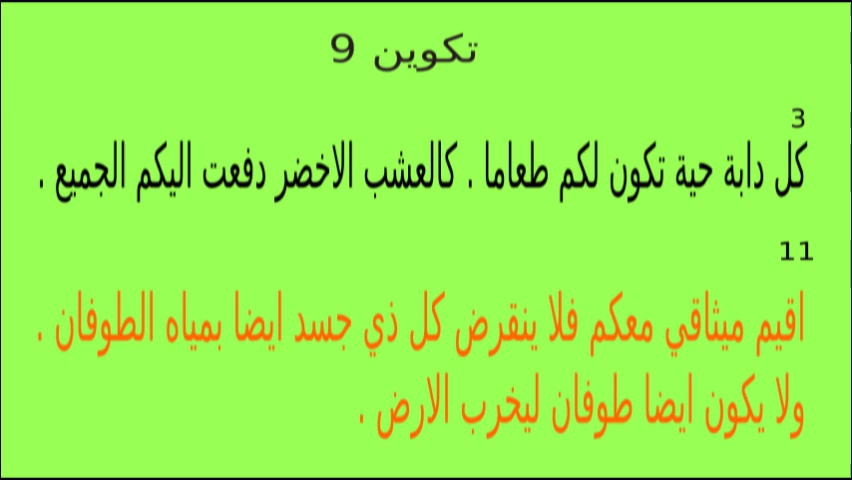 تكوين 9
3
كل دابة حية تكون لكم طعاما . كالعشب الاخضر دفعت اليكم الجميع .
11
اقيم ميثاقي معكم فلا ينقرض كل ذي جسد ايضا بمياه الطوفان .
ولا يكون ايضا طوفان ليخرب الارض .